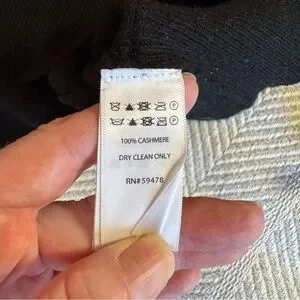 100% CASHMERE
DRY CLEAN ONLY
RN# 59478